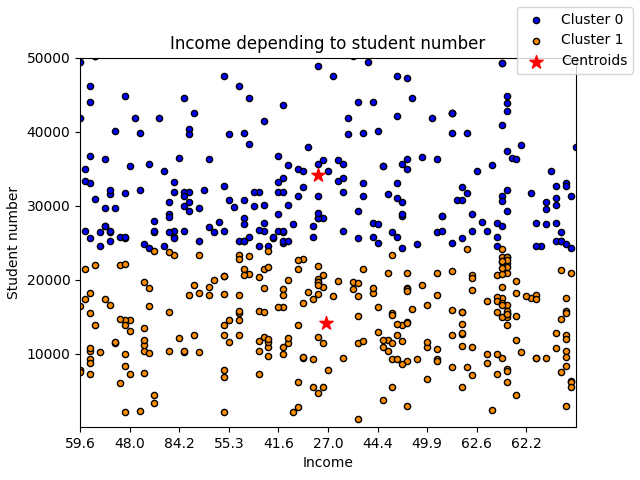 Income depending to student number
Cluster 0
Cluster 1
Centroids
50000
40000
30000
20000
10000
Student number
59.6 48.0 84.2 55.3 41.6 27.0 44.4 49.9 62.6 62.2
Income